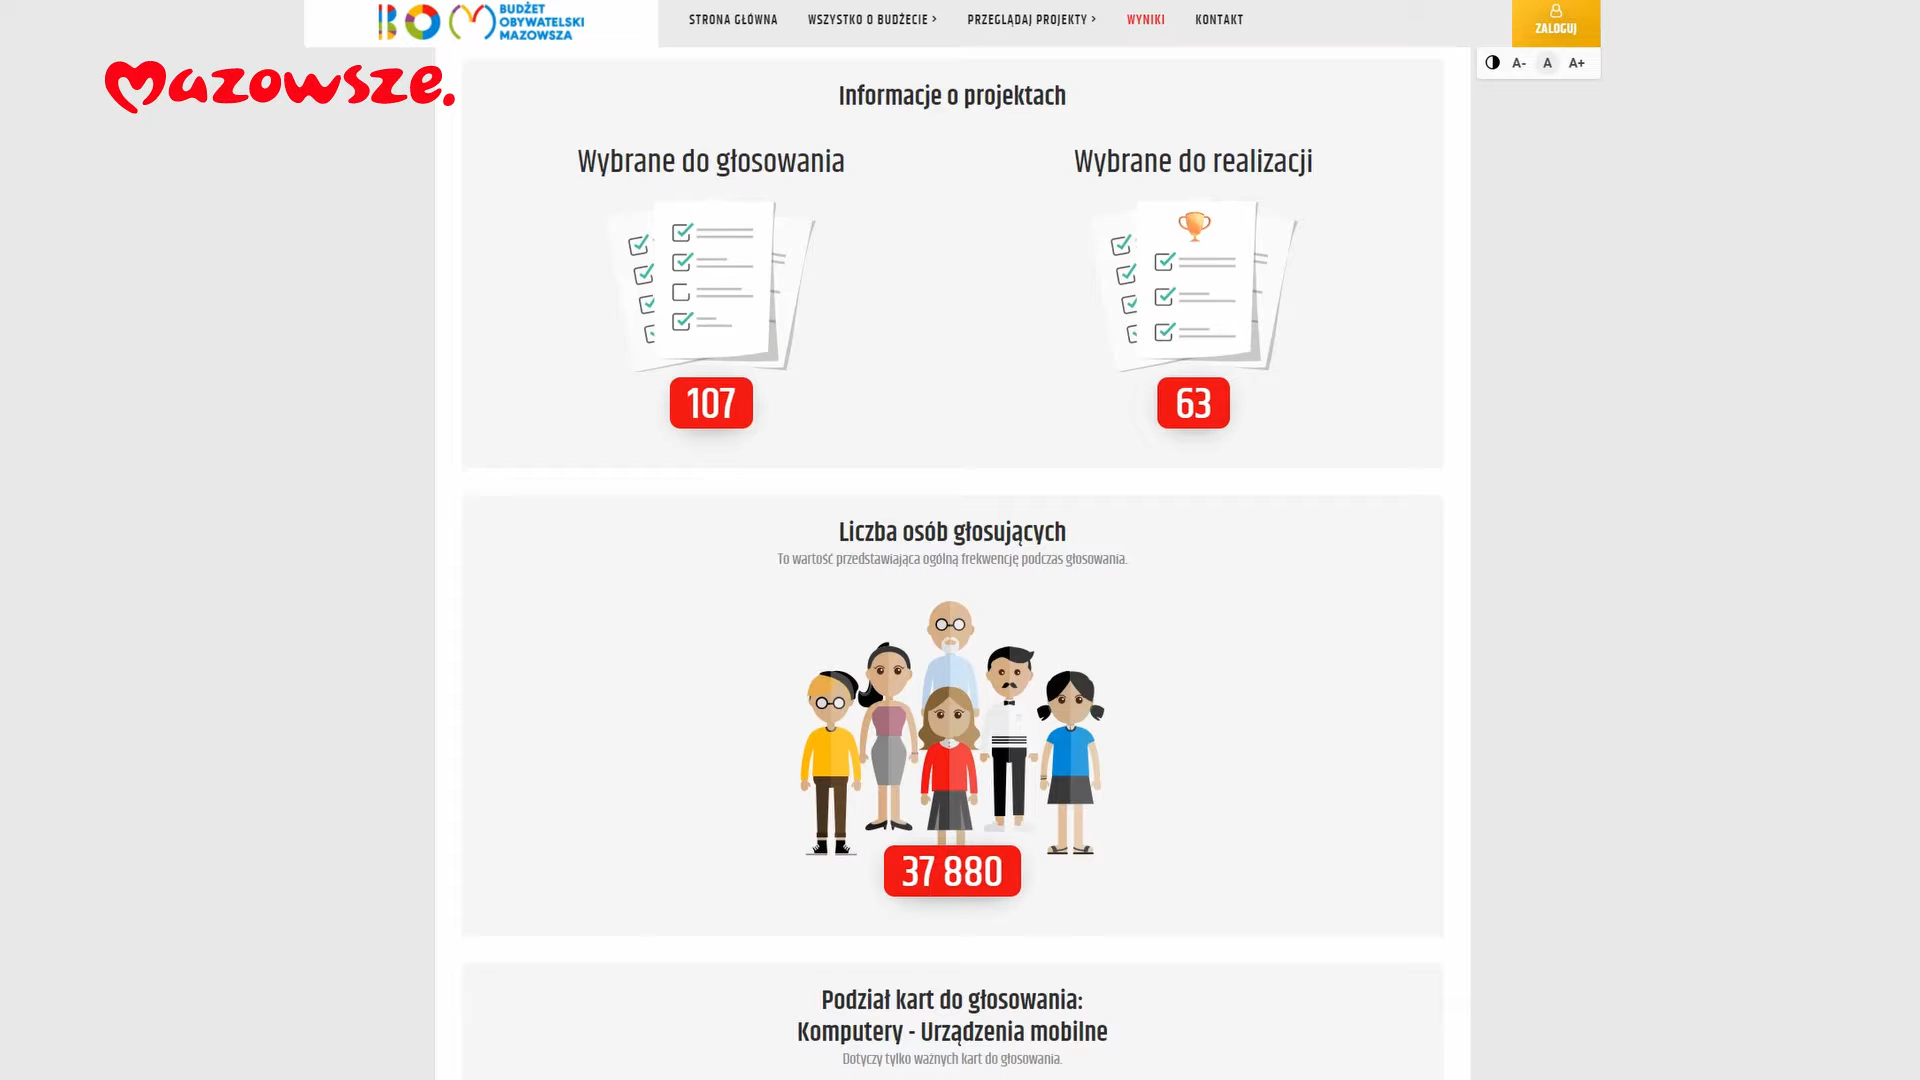 BOM BUDŻET
OBYWATELSKI
MAZOWSZA
STRONA GŁÓWNA WSZYSTKO O BUDŻECIE > PRZEGLĄDAJ PROJEKTY > WYNIKI KONTAKT
ZALOGUJ
A- A A+
Mazowsze.
Informacje o projektach
Wybrane do głosowania
Wybrane do realizacji
107
63
Liczba osób głosujących
To wartość przedstawiająca ogólną frekwencję podczas głosowania.
37 880
Podział kart do głosowania:
Komputery - Urządzenia mobilne
Dotyczy tylko ważnych kart do głosowania.